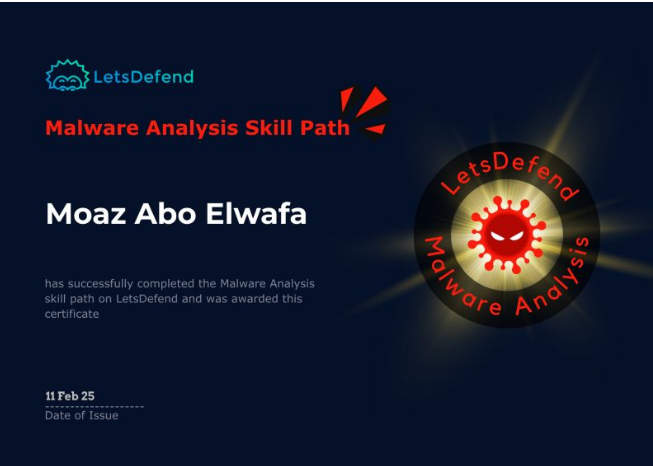 LetsDefend
Malware Analysis Skill Path
Moaz Abo Elwafa
has successfully completed the Malware Analysis
skill path on LetsDefend and was awarded this
certificate
11 Feb 25
--------------------
Date of Issue
LetsDefend
Malware Analysis